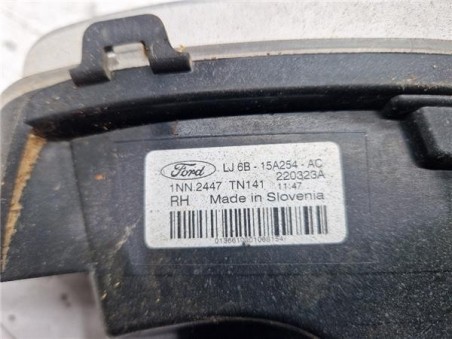 Ford LJ6B - 15A254 - AC
220323A
1NN.2447 TN141 11:47
RH Made in Slovenia